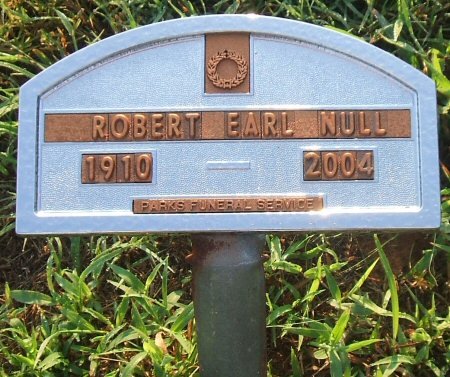 ROBERT EARL NULL
1910 — 2004
PARKS FUNERAL SERVICE